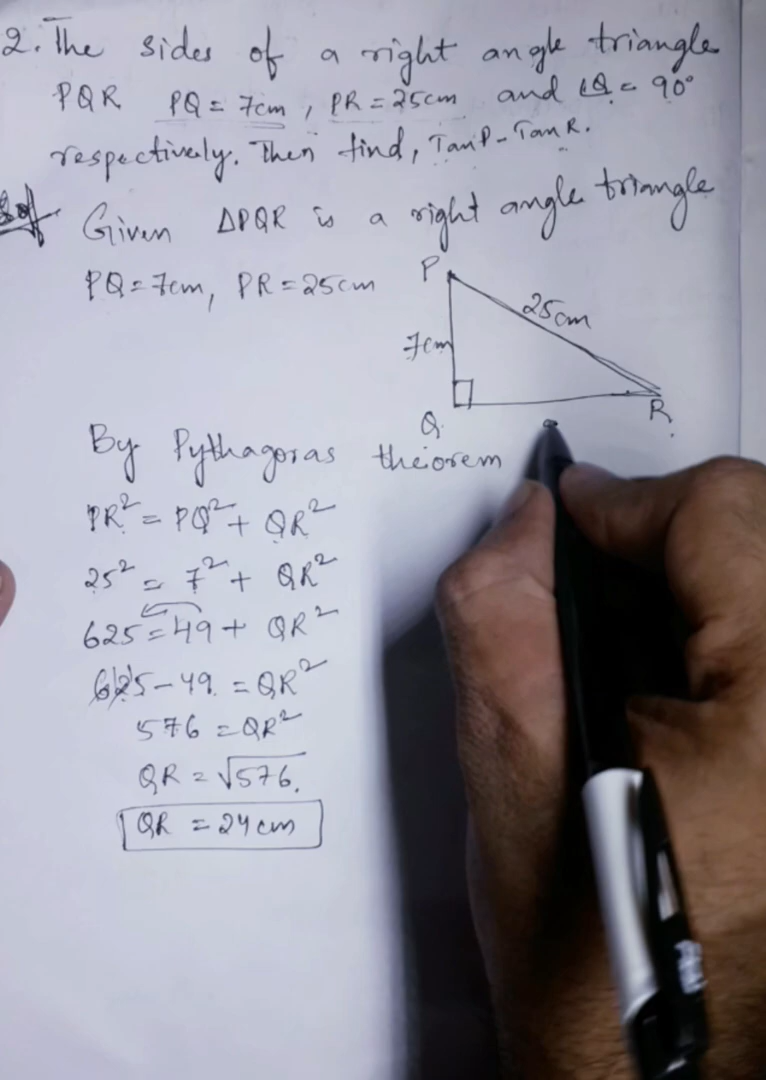 2. The sides of a right angle triangle
PQR PQ = 7cm, PR = 25cm and ∠Q = 90°
respectively. Then find, TanP - TanR.
Given ΔPQR is a right angle triangle
PQ = 7cm, PR = 25cm
P
25cm
7cm
Q
R
By Pythagoras theorem
PR² = PQ² + QR²
25² = 7² + QR²
625 = 49 + QR²
625 - 49 = QR²
576 = QR²
QR = √576.
QR = 24 cm